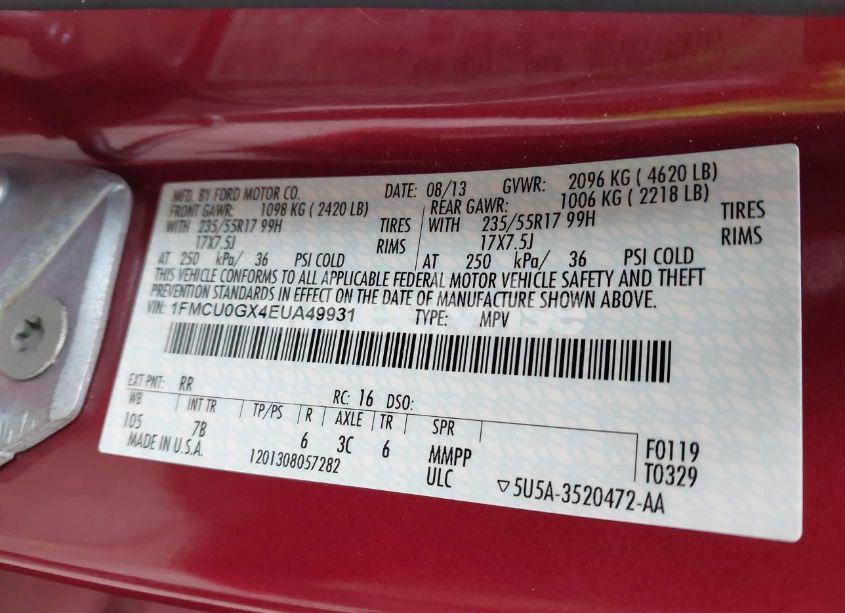 MFD. BY FORD MOTOR CO. DATE: 08/13 GVWR: 2096 KG ( 4620 LB)
FRONT GAWR: 1098 KG ( 2420 LB) REAR GAWR: 1006 KG ( 2218 LB)
WITH 235/55R17 99H TIRES WITH 235/55R17 99H TIRES
17X7.5J RIMS 17X7.5J RIMS
AT 250 kPa/ 36 PSI COLD AT 250 kPa/ 36 PSI COLD
THIS VEHICLE CONFORMS TO ALL APPLICABLE FEDERAL MOTOR VEHICLE SAFETY AND THEFT
PREVENTION STANDARDS IN EFFECT ON THE DATE OF MANUFACTURE SHOWN ABOVE.
VIN: 1FMCU0GX4EUA49931 TYPE: MPV
EXT PNT: RR RC: 16 DSO:
WB INT TR TP/PS R AXLE TR SPR
105 7B 6 3C 6 MMPP F0119
MADE IN U.S.A. 1201308057282 ULC T0329
▽5U5A-3520472-AA